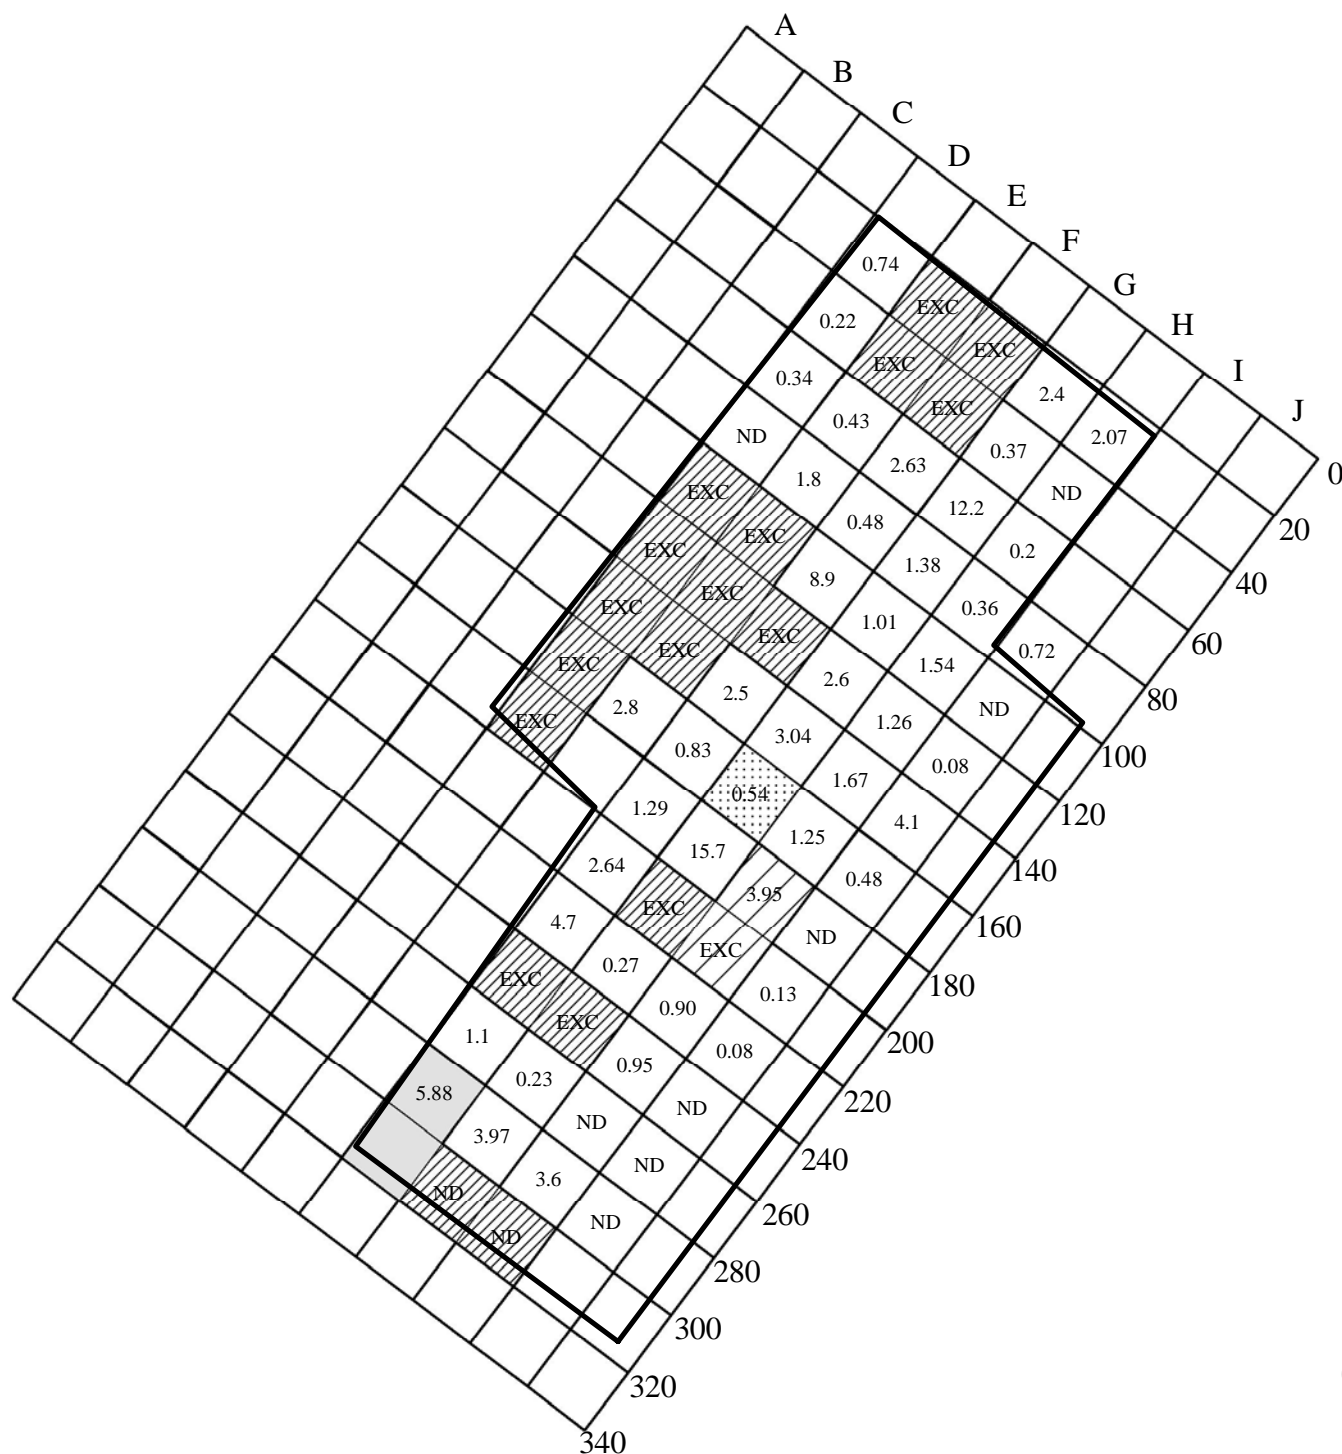 A
B
C
D
E
F
G
H
I
J
0
20
40
60
80
100
120
140
160
180
200
220
240
260
280
300
320
340
0.74
EXC
EXC
2.4
2.07
0.22
EXC
EXC
0.37
ND
0.34
0.43
2.63
12.2
0.2
ND
1.8
0.48
1.38
0.36
0.72
EXC
EXC
8.9
1.01
1.54
ND
EXC
EXC
EXC
2.6
1.26
0.08
EXC
EXC
2.5
3.04
1.67
4.1
EXC
2.8
0.83
0.54
1.25
0.48
EXC
1.29
15.7
3.95
ND
2.64
EXC
EXC
0.13
4.7
0.27
0.90
0.08
EXC
EXC
0.95
ND
1.1
0.23
ND
ND
5.88
3.97
3.6
ND
ND
ND